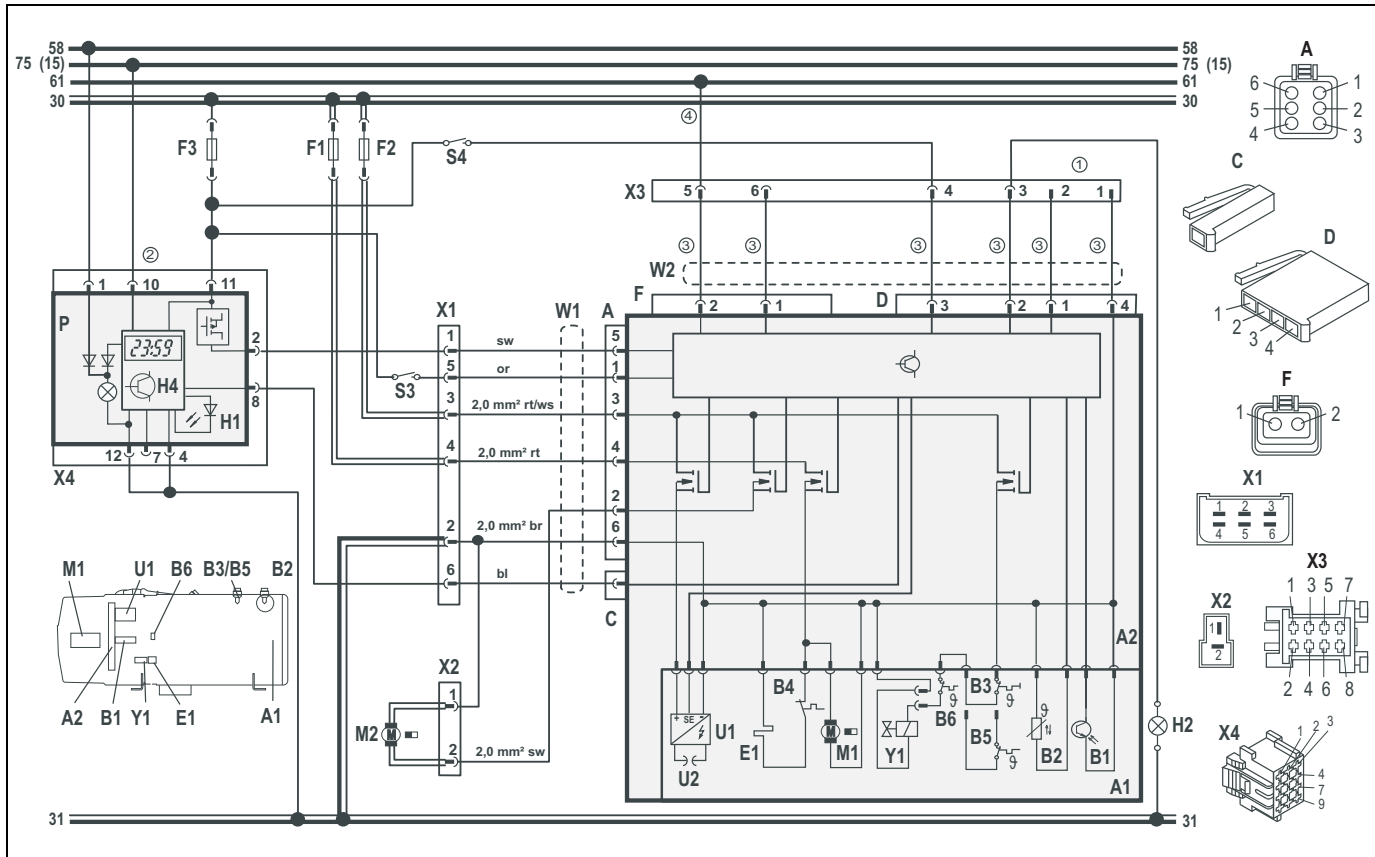 58
58
75 (15)
75 (15)
61
61
30
30
A
6 1
5 2
4 3
F3
F1
F2
S4
④
①
X3
5 6 4 3 2 1
C
②
③ ③ ③ ③ ③ ③
W2
D
1
2
3
4
1 10 11
X1
W1
A
F
2 1
D
3 2 1 4
P
23:59
H4
H1
2
8
12 7 4
X4
1 sw 5
5 or 1
S3
3 2,0 mm² rt/ws 3
4 2,0 mm² rt 4
2
2 2,0 mm² br 6
6 bl
C
F
1 2
X1
1 2 3
4 5 6
M1 U1 B6 B3/B5 B2
A2 B1 Y1 E1 A1
X2
1
2 2,0 mm² sw
M2
M
A2
+ SE -
U1
U2
E1
B4
M
M1
Y1
B6
B3
ϑ
ϑ
B5
ϑ
ϑ
B2
B1
A1
H2
X2
1
2
X3
1 3 5 7
2 4 6 8
X4
1 2 3
4
7
9
31
31